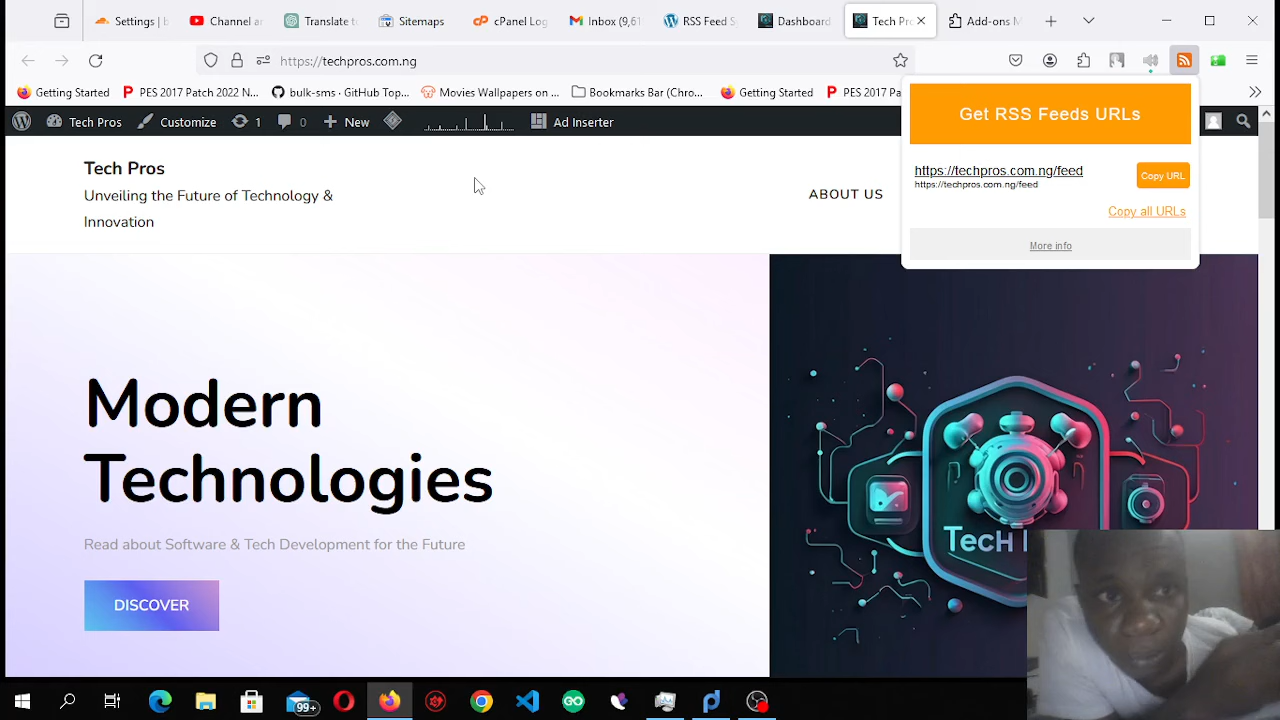 Settings | b
Channel ar
Translate t
Sitemaps
cPanel Log
Inbox (9,61
RSS Feed S
Dashboard
Tech Pro
Add-ons M
https://techpros.com.ng
Getting Started
PES 2017 Patch 2022 N...
bulk-sms · GitHub Top...
Movies Wallpapers on ...
Bookmarks Bar (Chro...
Getting Started
PES 2017 Patch
Tech Pros
Customize
1
0
New
Ad Inserter
Get RSS Feeds URLs
https://techpros.com.ng/feed
https://techpros.com.ng/feed
Copy URL
Copy all URLs
More info
Tech Pros
Unveiling the Future of Technology &
Innovation
ABOUT US
Modern
Technologies
Read about Software & Tech Development for the Future
DISCOVER
Tech
99+